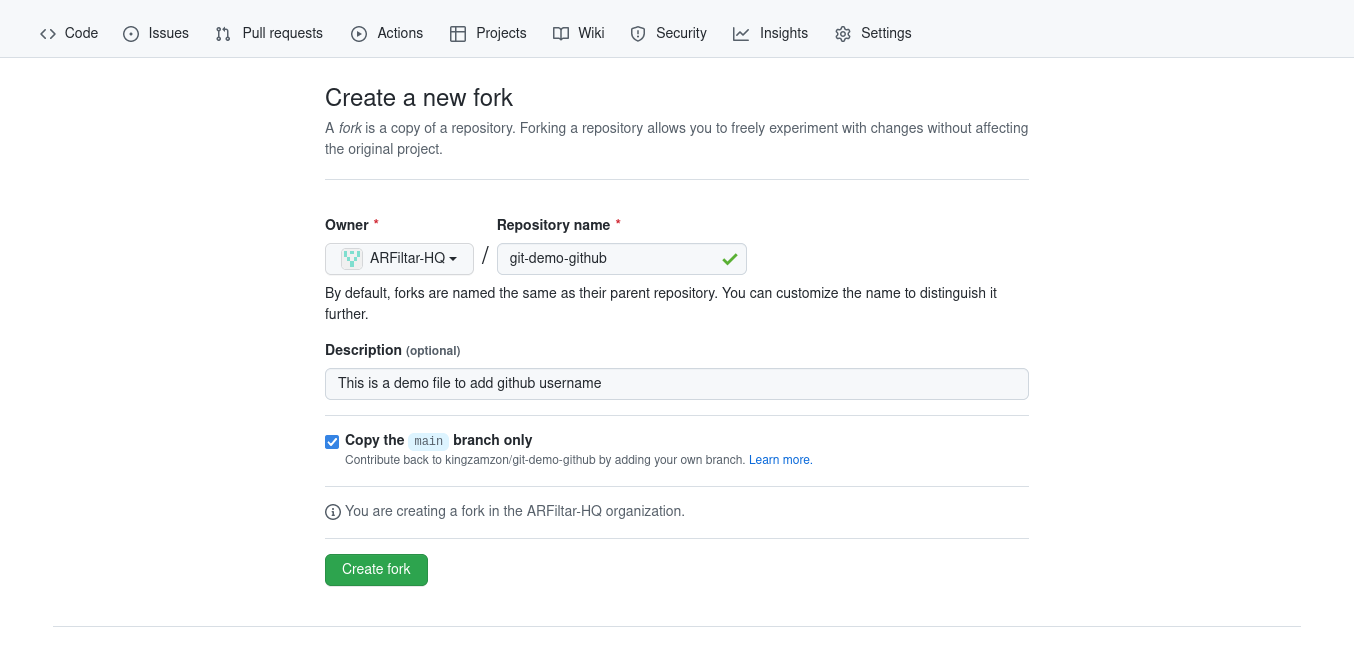 Code Issues Pull requests Actions Projects Wiki Security Insights Settings
Create a new fork
A fork is a copy of a repository. Forking a repository allows you to freely experiment with changes without affecting
the original project.
Owner * Repository name *
ARFiltar-HQ / git-demo-github
By default, forks are named the same as their parent repository. You can customize the name to distinguish it
further.
Description (optional)
This is a demo file to add github username
Copy the main branch only
Contribute back to kingzamzon/git-demo-github by adding your own branch. Learn more.
You are creating a fork in the ARFiltar-HQ organization.
Create fork